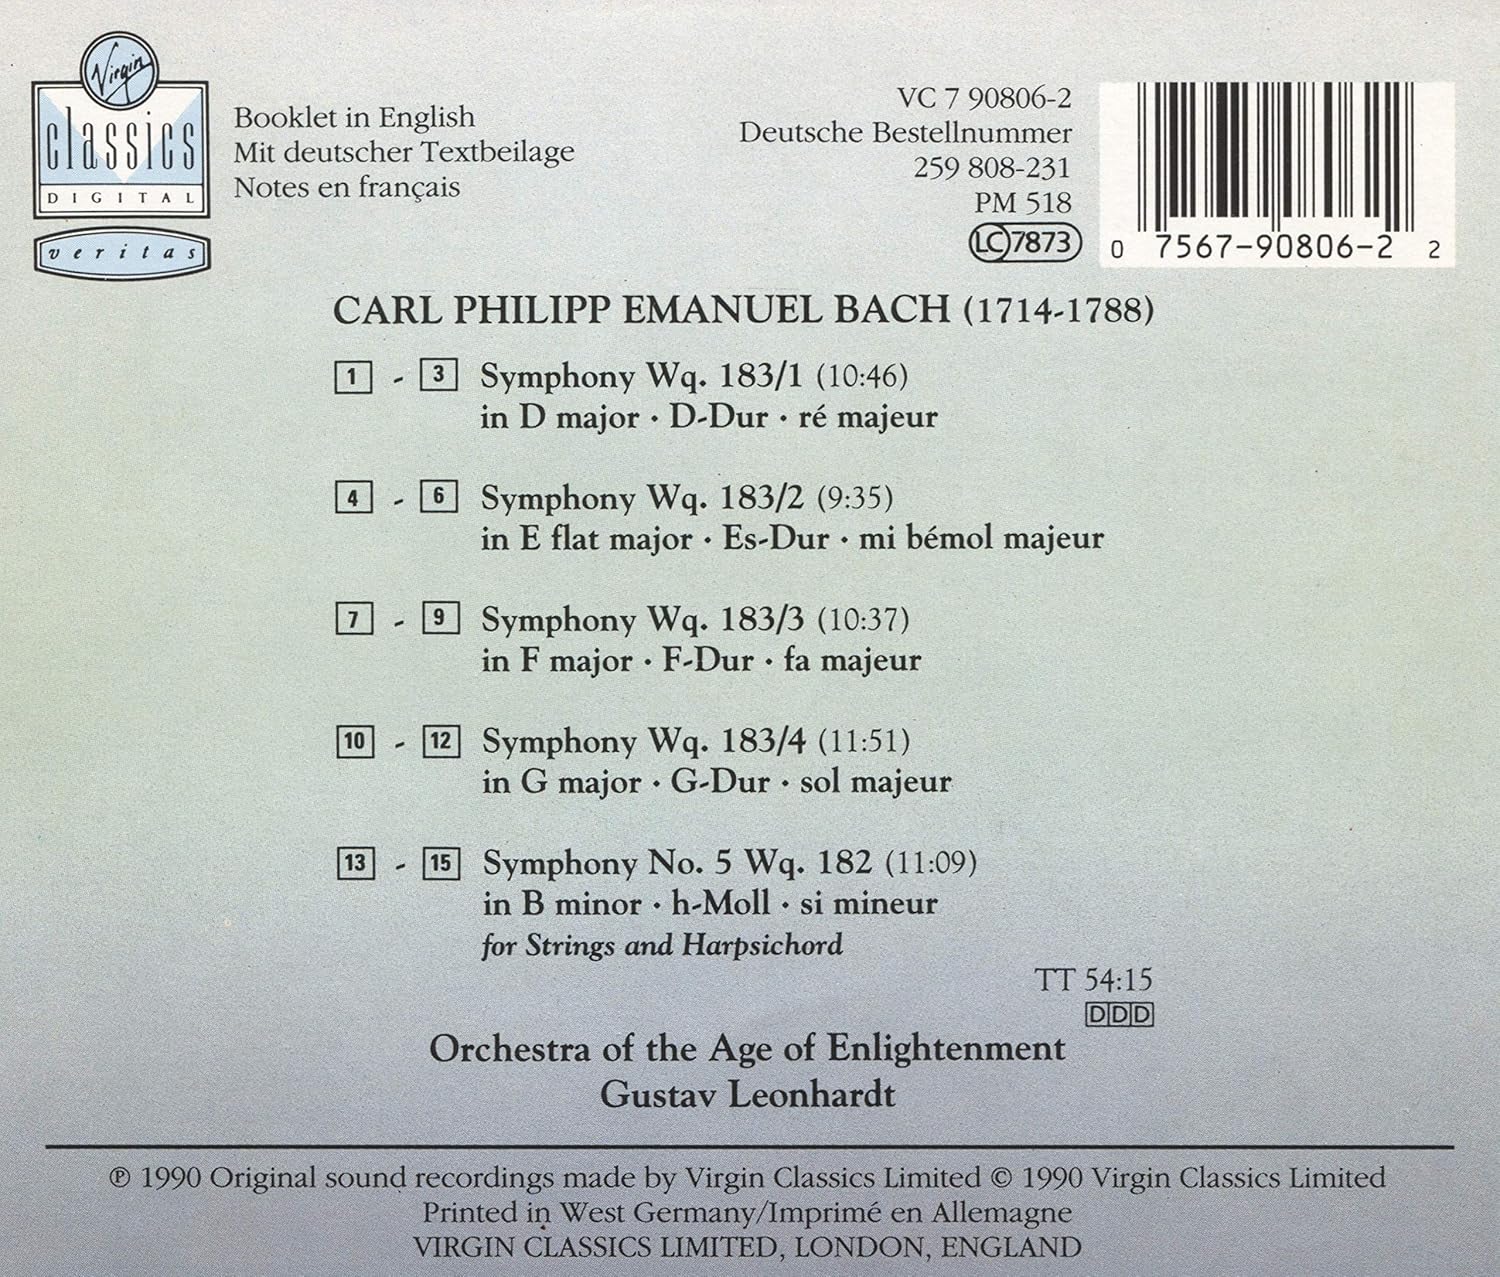 Virgin
classics
DIGITAL
veritas
Booklet in English
Mit deutscher Textbeilage
Notes en français
VC 7 90806-2
Deutsche Bestellnummer
259 808-231
PM 518
LC 7873
0 7567-90806-2 2
CARL PHILIPP EMANUEL BACH (1714-1788)
1 - 3 Symphony Wq. 183/1 (10:46)
in D major · D-Dur · ré majeur
4 - 6 Symphony Wq. 183/2 (9:35)
in E flat major · Es-Dur · mi bémol majeur
7 - 9 Symphony Wq. 183/3 (10:37)
in F major · F-Dur · fa majeur
10 - 12 Symphony Wq. 183/4 (11:51)
in G major · G-Dur · sol majeur
13 - 15 Symphony No. 5 Wq. 182 (11:09)
in B minor · h-Moll · si mineur
for Strings and Harpsichord
TT 54:15
DDD
Orchestra of the Age of Enlightenment
Gustav Leonhardt
℗ 1990 Original sound recordings made by Virgin Classics Limited © 1990 Virgin Classics Limited
Printed in West Germany/Imprimé en Allemagne
VIRGIN CLASSICS LIMITED, LONDON, ENGLAND